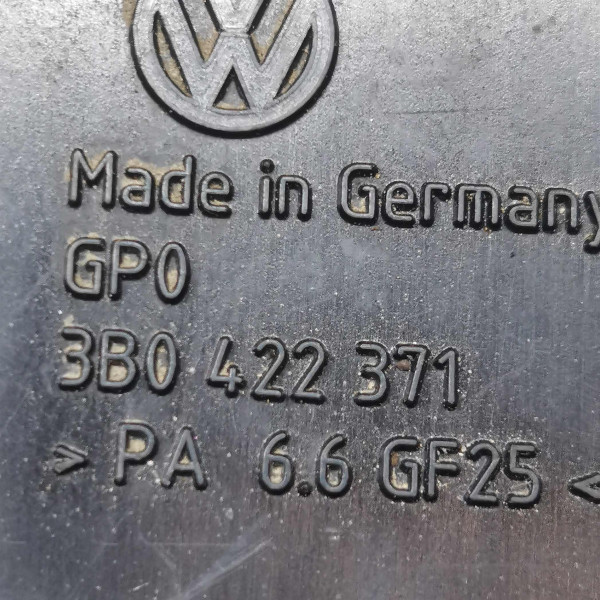 Made in Germany
GP0
3B0 422 371
> PA 6.6 GF25 <